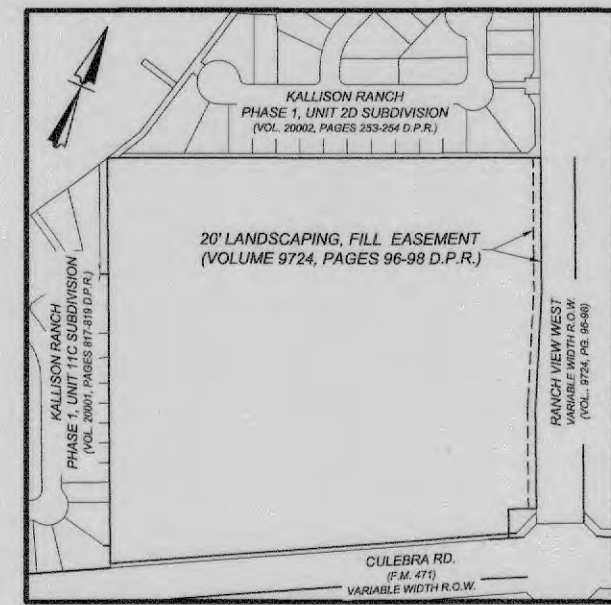 KALLISON RANCH
PHASE 1, UNIT 2D SUBDIVISION
(VOL. 20002, PAGES 253-254 D.P.R.)
20' LANDSCAPING, FILL EASEMENT
(VOLUME 9724, PAGES 96-98 D.P.R.)
KALLISON RANCH
PHASE 1, UNIT 11C SUBDIVISION
(VOL. 20001, PAGES 817-819 D.P.R.)
RANCH VIEW WEST
VARIABLE WIDTH R.O.W.
(VOL. 9724, PG. 96-98)
CULEBRA RD.
(F.M. 471)
VARIABLE WIDTH R.O.W.